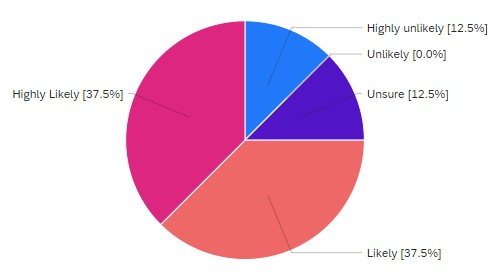 Highly unlikely [12.5%]
Unlikely [0.0%]
Highly Likely [37.5%]
Unsure [12.5%]
Likely [37.5%]